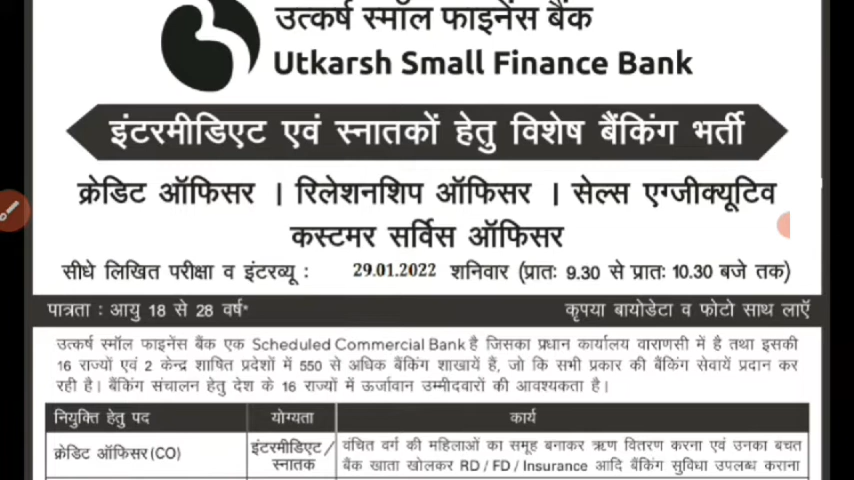 उत्कर्ष स्मॉल फाइनेंस बैंक
Utkarsh Small Finance Bank
इंटरमीडिएट एवं स्नातकों हेतु विशेष बैंकिंग भर्ती
क्रेडिट ऑफिसर । रिलेशनशिप ऑफिसर । सेल्स एग्जीक्यूटिव
कस्टमर सर्विस ऑफिसर
सीधे लिखित परीक्षा व इंटरव्यू : 29.01.2022 शनिवार (प्रातः 9.30 से प्रातः 10.30 बजे तक)
पात्रता : आयु 18 से 28 वर्ष* कृपया बायोडेटा व फोटो साथ लाएँ
उत्कर्ष स्मॉल फाइनेंस बैंक एक Scheduled Commercial Bank है जिसका प्रधान कार्यालय वाराणसी में है तथा इसकी
16 राज्यों एवं 2 केन्द्र शासित प्रदेशों में 550 से अधिक बैंकिंग शाखायें हैं, जो कि सभी प्रकार की बैंकिंग सेवायें प्रदान कर
रही है। बैंकिंग संचालन हेतु देश के 16 राज्यों में ऊर्जावान उम्मीदवारों की आवश्यकता है।
नियुक्ति हेतु पद योग्यता कार्य
क्रेडिट ऑफिसर (CO) इंटरमीडिएट/ स्नातक वंचित वर्ग की महिलाओं का समूह बनाकर ऋण वितरण करना एवं उनका बचत
बैंक खाता खोलकर RD / FD / Insurance आदि बैंकिंग सुविधा उपलब्ध कराना